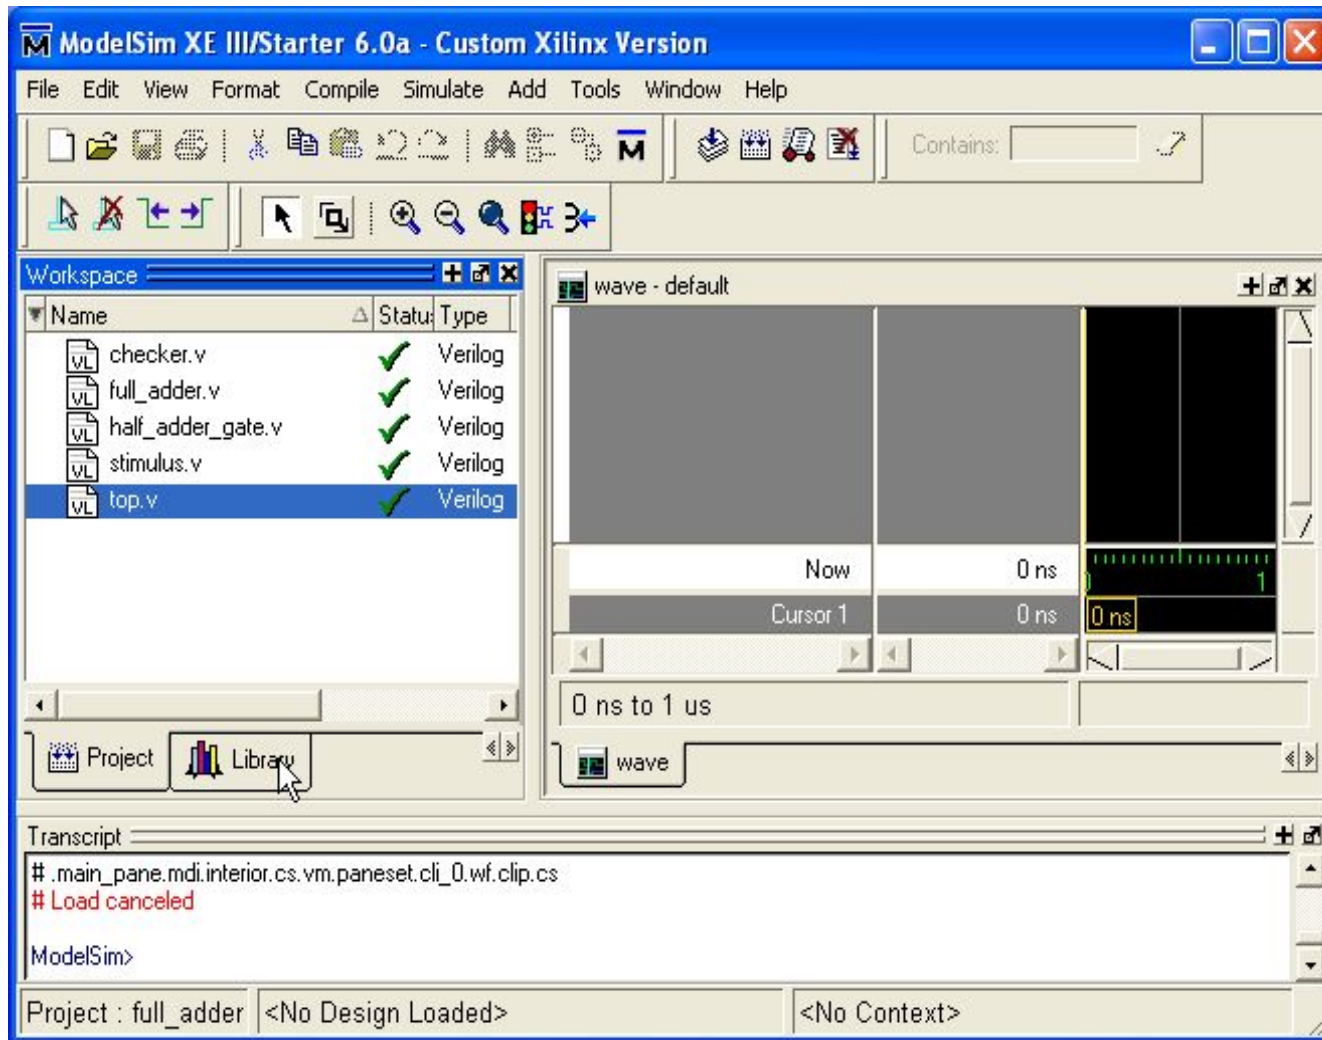 ModelSim XE III/Starter 6.0a - Custom Xilinx Version
File Edit View Format Compile Simulate Add Tools Window Help
Contains:
Workspace
Name Statu Type
checker.v Verilog
full_adder.v Verilog
half_adder_gate.v Verilog
stimulus.v Verilog
top.v Verilog
Project Library
wave - default
Now 0 ns
Cursor 1 0 ns 0 ns
1
0 ns to 1 us
wave
Transcript
# .main_pane.mdi.interior.cs.vm.paneset.cli_0.wf.clip.cs
# Load canceled
ModelSim>
Project : full_adder <No Design Loaded> <No Context>